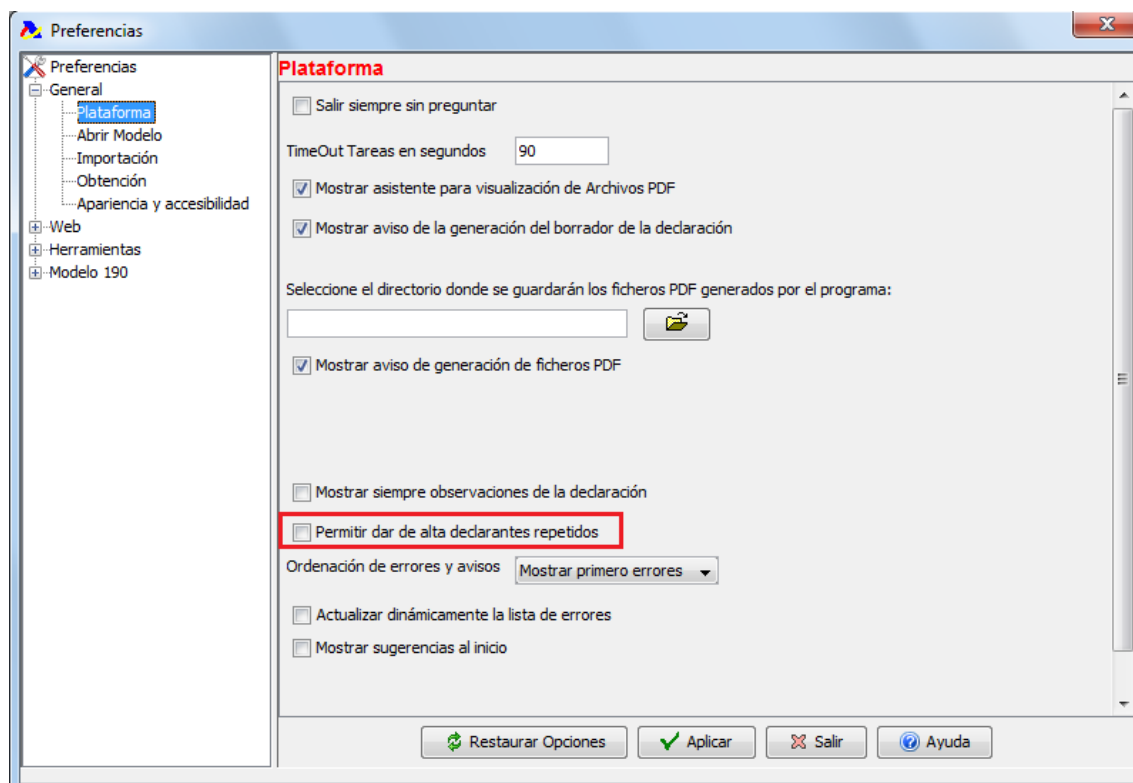 Preferencias
Preferencias
General
Plataforma
Abrir Modelo
Importación
Obtención
Apariencia y accesibilidad
Web
Herramientas
Modelo 190
Plataforma
Salir siempre sin preguntar
TimeOut Tareas en segundos 90
Mostrar asistente para visualización de Archivos PDF
Mostrar aviso de la generación del borrador de la declaración
Seleccione el directorio donde se guardarán los ficheros PDF generados por el programa:
Mostrar aviso de generación de ficheros PDF
Mostrar siempre observaciones de la declaración
Permitir dar de alta declarantes repetidos
Ordenación de errores y avisos Mostrar primero errores
Actualizar dinámicamente la lista de errores
Mostrar sugerencias al inicio
Restaurar Opciones Aplicar Salir Ayuda